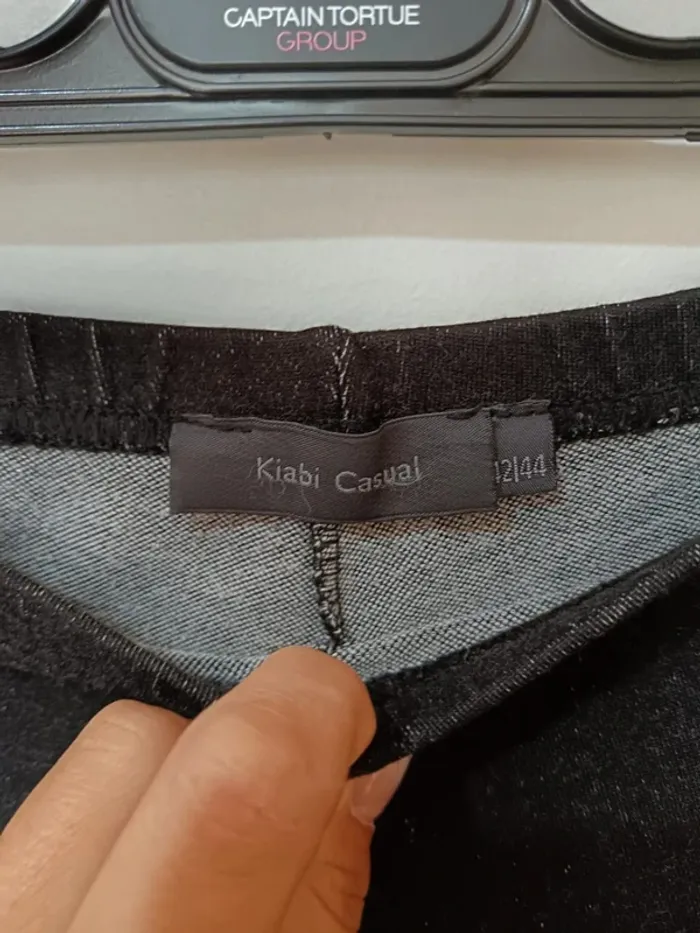 CAPTAIN TORTUE
GROUP
Kiabi Casual
42/44